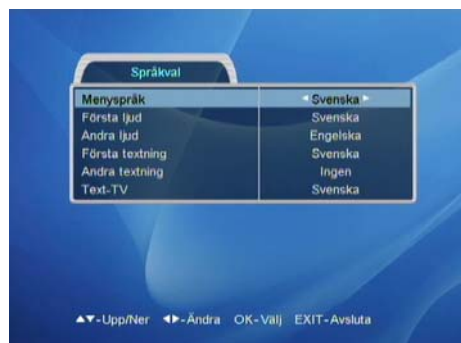 Språkval
Menyspråk ◄ Svenska ►
Första ljud Svenska
Andra ljud Engelska
Första textning Svenska
Andra textning Ingen
Text-TV Svenska
▲▼-Upp/Ner ◄►-Ändra OK-Välj EXIT-Avsluta